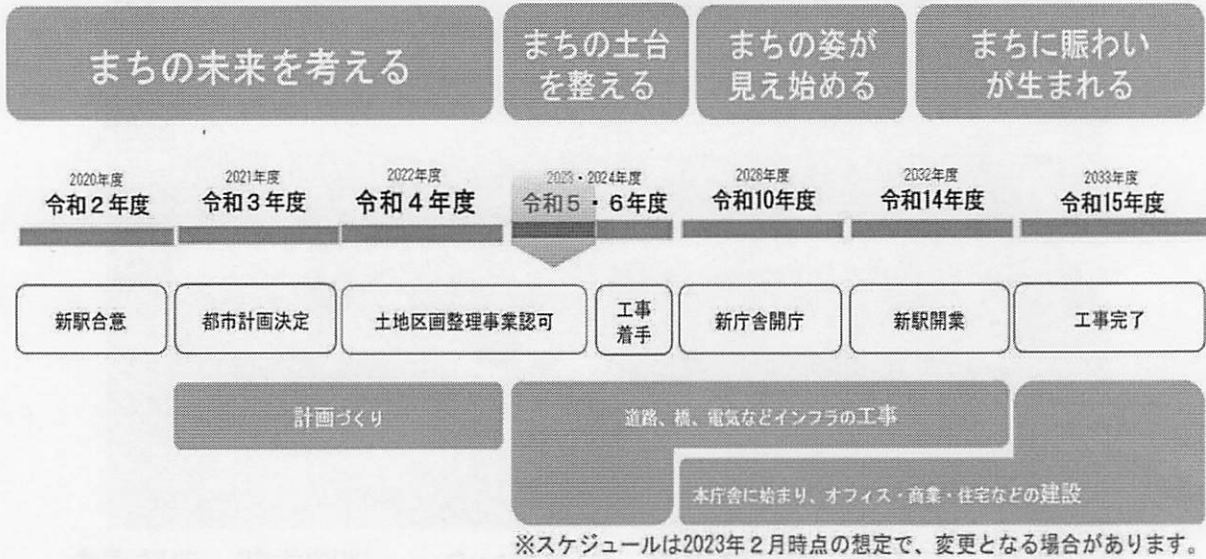 まちの未来を考える
まちの土台
を整える
まちの姿が
見え始める
まちに賑わい
が生まれる
2020年度
令和2年度
2021年度
令和3年度
2022年度
令和4年度
2023・2024年度
令和5・6年度
2028年度
令和10年度
2032年度
令和14年度
2033年度
令和15年度
新駅合意
都市計画決定
土地区画整理事業認可
工事
着手
新庁舎開庁
新駅開業
工事完了
計画づくり
道路、橋、電気などインフラの工事
本庁舎に始まり、オフィス・商業・住宅などの建設
※スケジュールは2023年2月時点の想定で、変更となる場合があります。